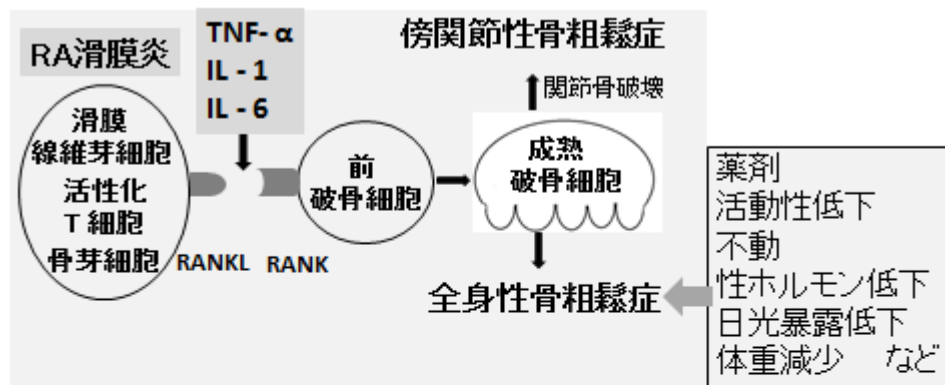 RA滑膜炎
TNF- α
IL - 1
IL - 6
傍関節性骨粗鬆症
関節骨破壊
滑膜
線維芽細胞
活性化
T 細胞
骨芽細胞
RANKL
RANK
前
破骨細胞
成熟
破骨細胞
全身性骨粗鬆症
薬剤
活動性低下
不動
性ホルモン低下
日光暴露低下
体重減少 など